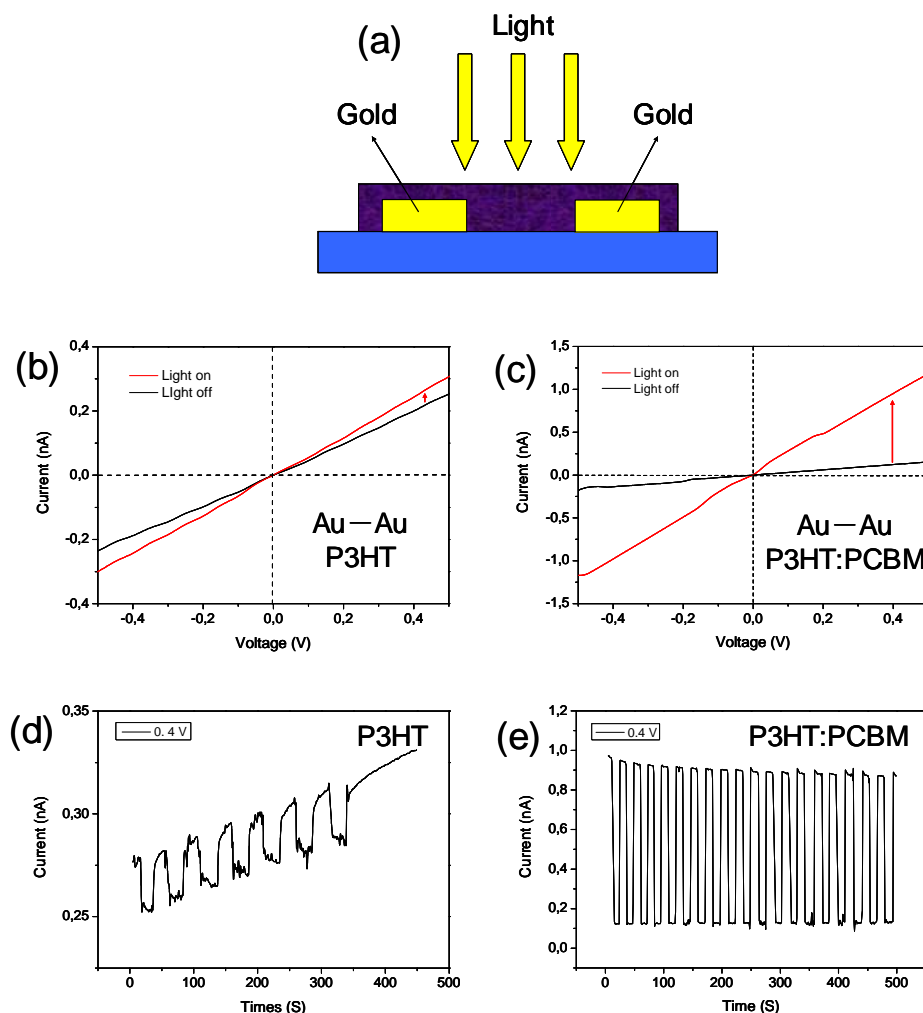 (a)
Light
Gold
Gold
(b)
0,4
0,2
0,0
-0,2
-0,4
Current (nA)
Light on
LIght off
Au—Au
P3HT
-0,4
-0,2
0,0
0,2
0,4
Voltage (V)
(c)
1,5
1,0
0,5
0,0
-0,5
-1,0
-1,5
Current (nA)
Light on
Light off
Au—Au
P3HT:PCBM
-0,4
-0,2
0,0
0,2
0,4
Voltage (V)
(d)
0,35
0,30
0,25
Current (nA)
0. 4 V
P3HT
0
100
200
300
400
500
Times (S)
(e)
1,2
1,0
0,8
0,6
0,4
0,2
0,0
Current (nA)
0.4 V
P3HT:PCBM
0
100
200
300
400
500
Time (S)